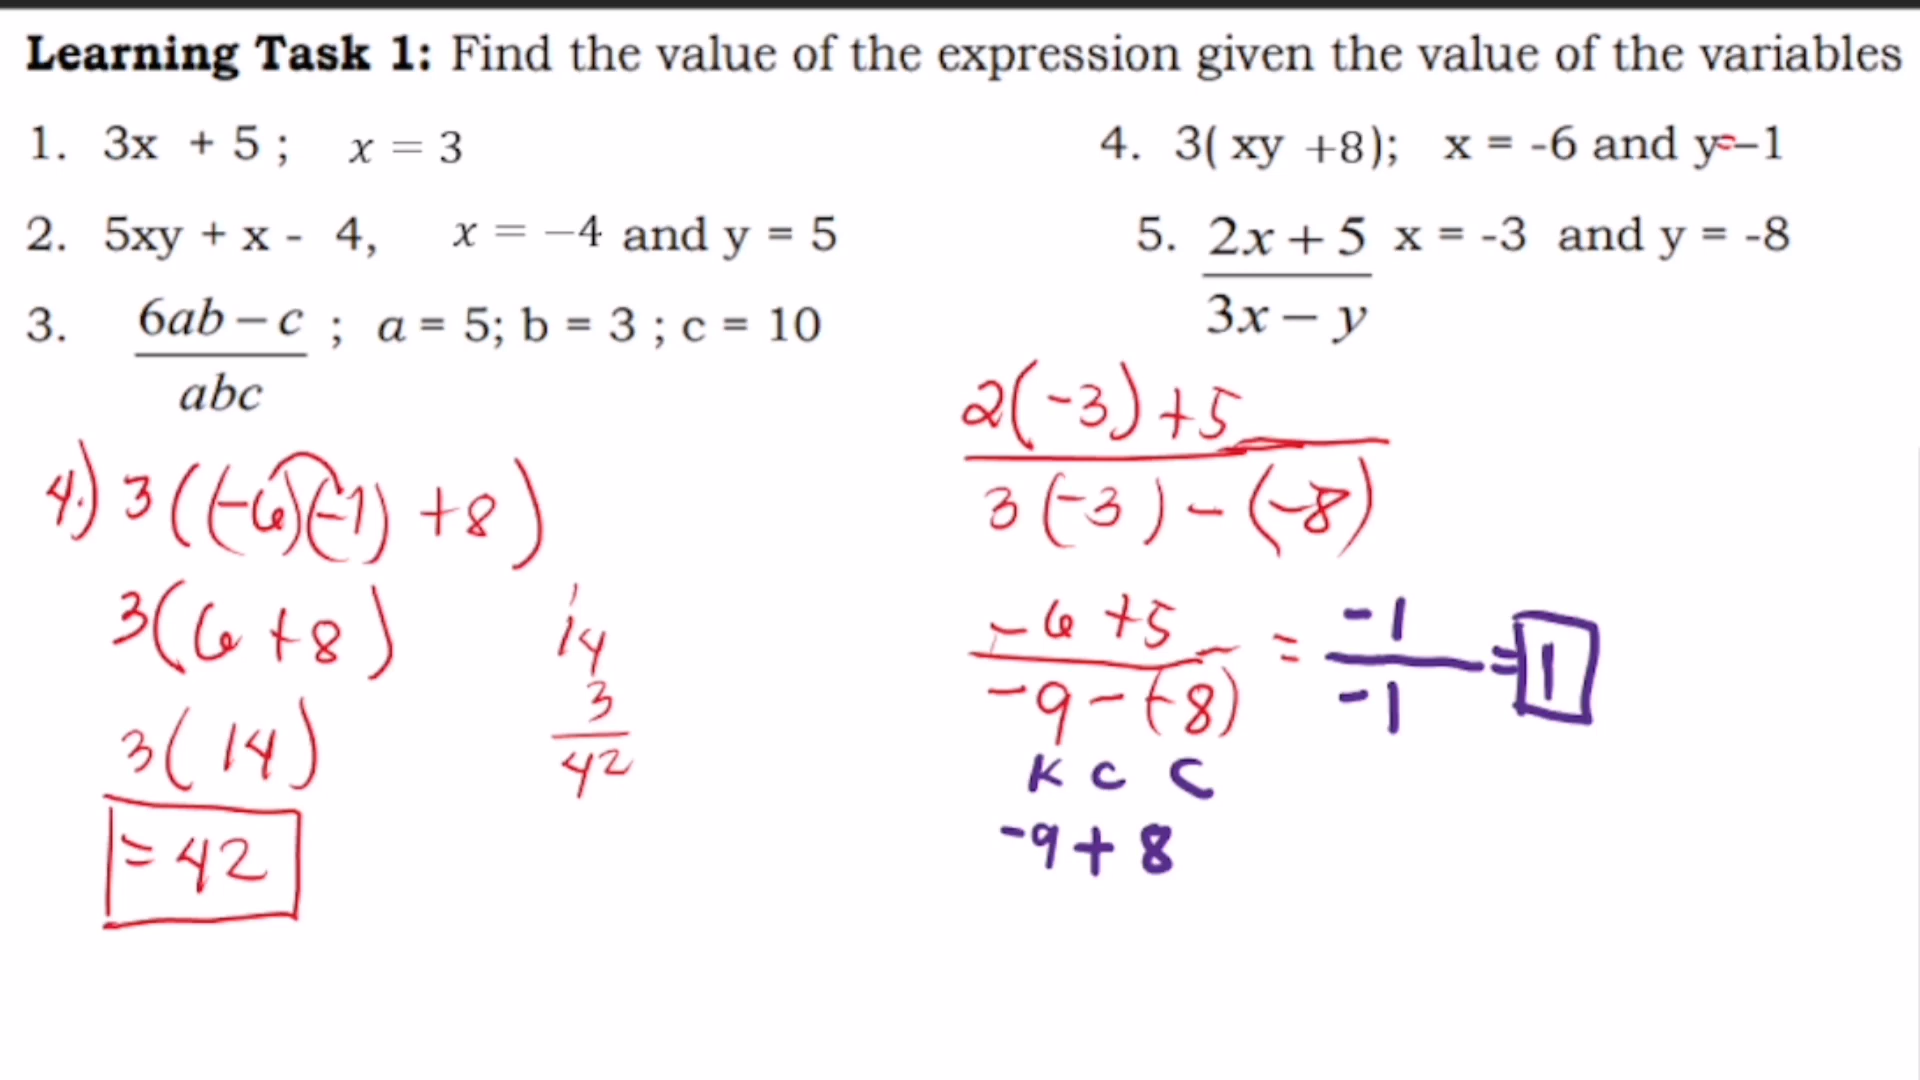 Learning Task 1: Find the value of the expression given the value of the variables
1. 3x + 5 ; x = 3
2. 5xy + x - 4, x = −4 and y = 5
3. 6ab − c / abc ; a = 5; b = 3 ; c = 10
4. 3( xy +8); x = -6 and y=−1
5. 2x + 5 / 3x − y x = -3 and y = -8
4.) 3((-6)(-1) +8)
3(6 +8)
3(14)
= 42
1
14
3
42
2(-3) +5
3(-3) - (-8)
-6 +5 / -9 - (-8) = -1 / -1 = 1
K C C
-9 + 8